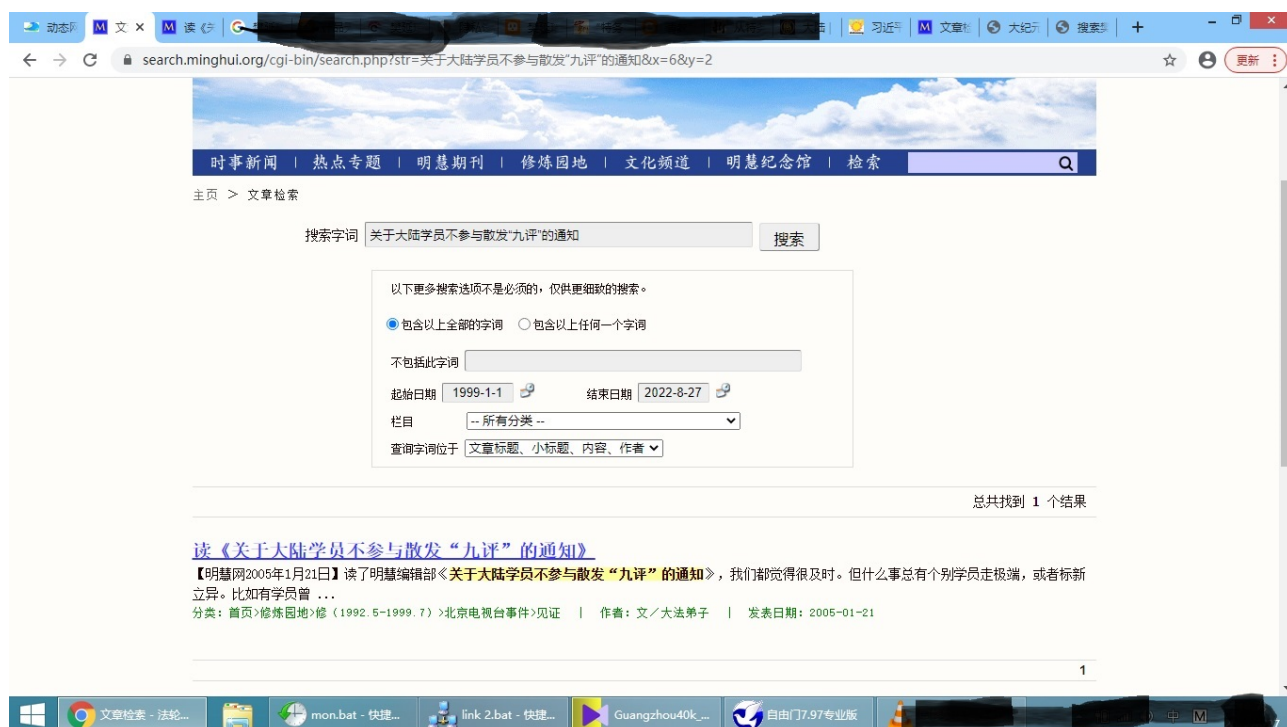 动态网
文
读《
习近平
文章检
大纪元
搜索
search.minghui.org/cgi-bin/search.php?str=关于大陆学员不参与散发“九评”的通知&x=6&y=2
更新
时事新闻 | 热点专题 | 明慧期刊 | 修炼园地 | 文化频道 | 明慧纪念馆 | 检索
主页 > 文章检索
搜索字词 关于大陆学员不参与散发“九评”的通知 搜索
以下更多搜索选项不是必须的,仅供更细致的搜索。
包含以上全部的字词 包含以上任何一个字词
不包括此字词
起始日期 1999-1-1 结束日期 2022-8-27
栏目 -- 所有分类 --
查询字词位于 文章标题、小标题、内容、作者
总共找到 1 个结果
读《关于大陆学员不参与散发“九评”的通知》
【明慧网2005年1月21日】读了明慧编辑部《关于大陆学员不参与散发“九评”的通知》,我们都觉得很及时。但什么事总有个别学员走极端,或者标新
立异。比如有学员曾 ...
分类: 首页>修炼园地>修(1992.5-1999.7)>北京电视台事件>见证 | 作者: 文/大法弟子 | 发表日期: 2005-01-21
1
文章检索 - 法轮...
mon.bat - 快捷...
link 2.bat - 快捷...
Guangzhou40k_...
自由门7.97专业版
中
M